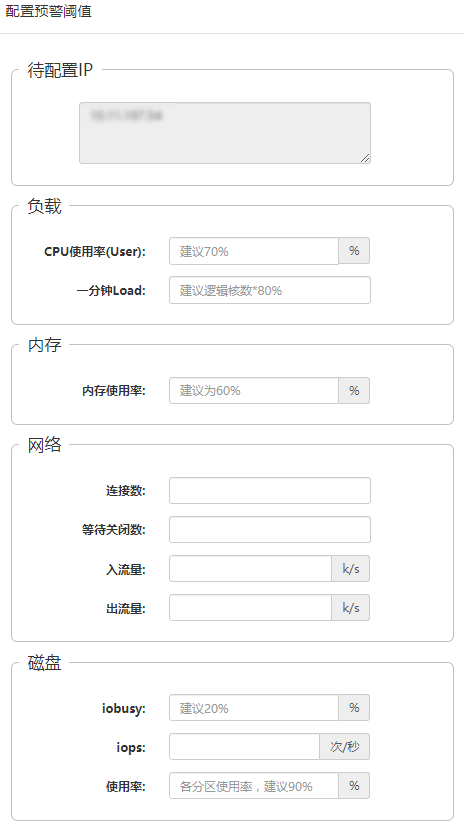 配置预警阈值
待配置IP
负载
CPU使用率(User): 建议70% %
一分钟Load: 建议逻辑核数*80%
内存
内存使用率: 建议为60% %
网络
连接数:
等待关闭数:
入流量: k/s
出流量: k/s
磁盘
iobusy: 建议20% %
iops: 次/秒
使用率: 各分区使用率，建议90% %